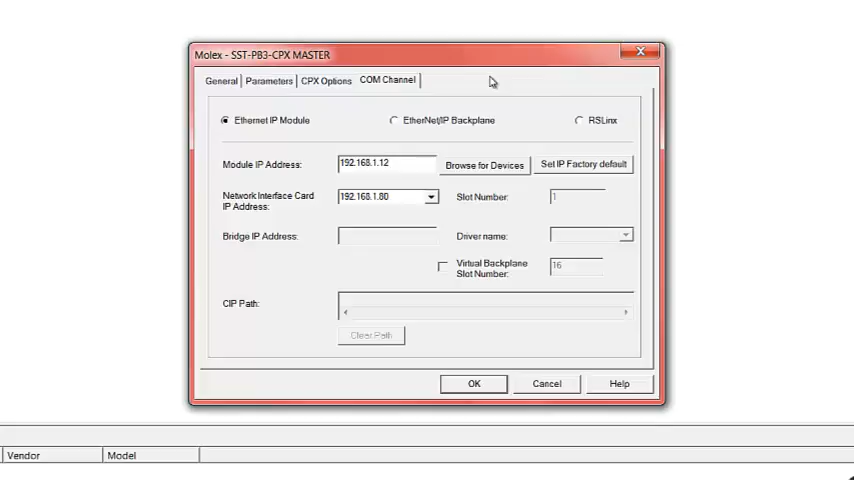 Molex - SST-PB3-CPX MASTER
General Parameters CPX Options COM Channel
Ethernet IP Module EtherNet/IP Backplane RSLinx
Module IP Address: 192.168.1.12 Browse for Devices Set IP Factory default
Network Interface Card IP Address: 192.168.1.80 Slot Number: 1
Bridge IP Address: Driver name:
Virtual Backplane Slot Number: 16
CIP Path:
Clear Path
OK Cancel Help
Vendor Model